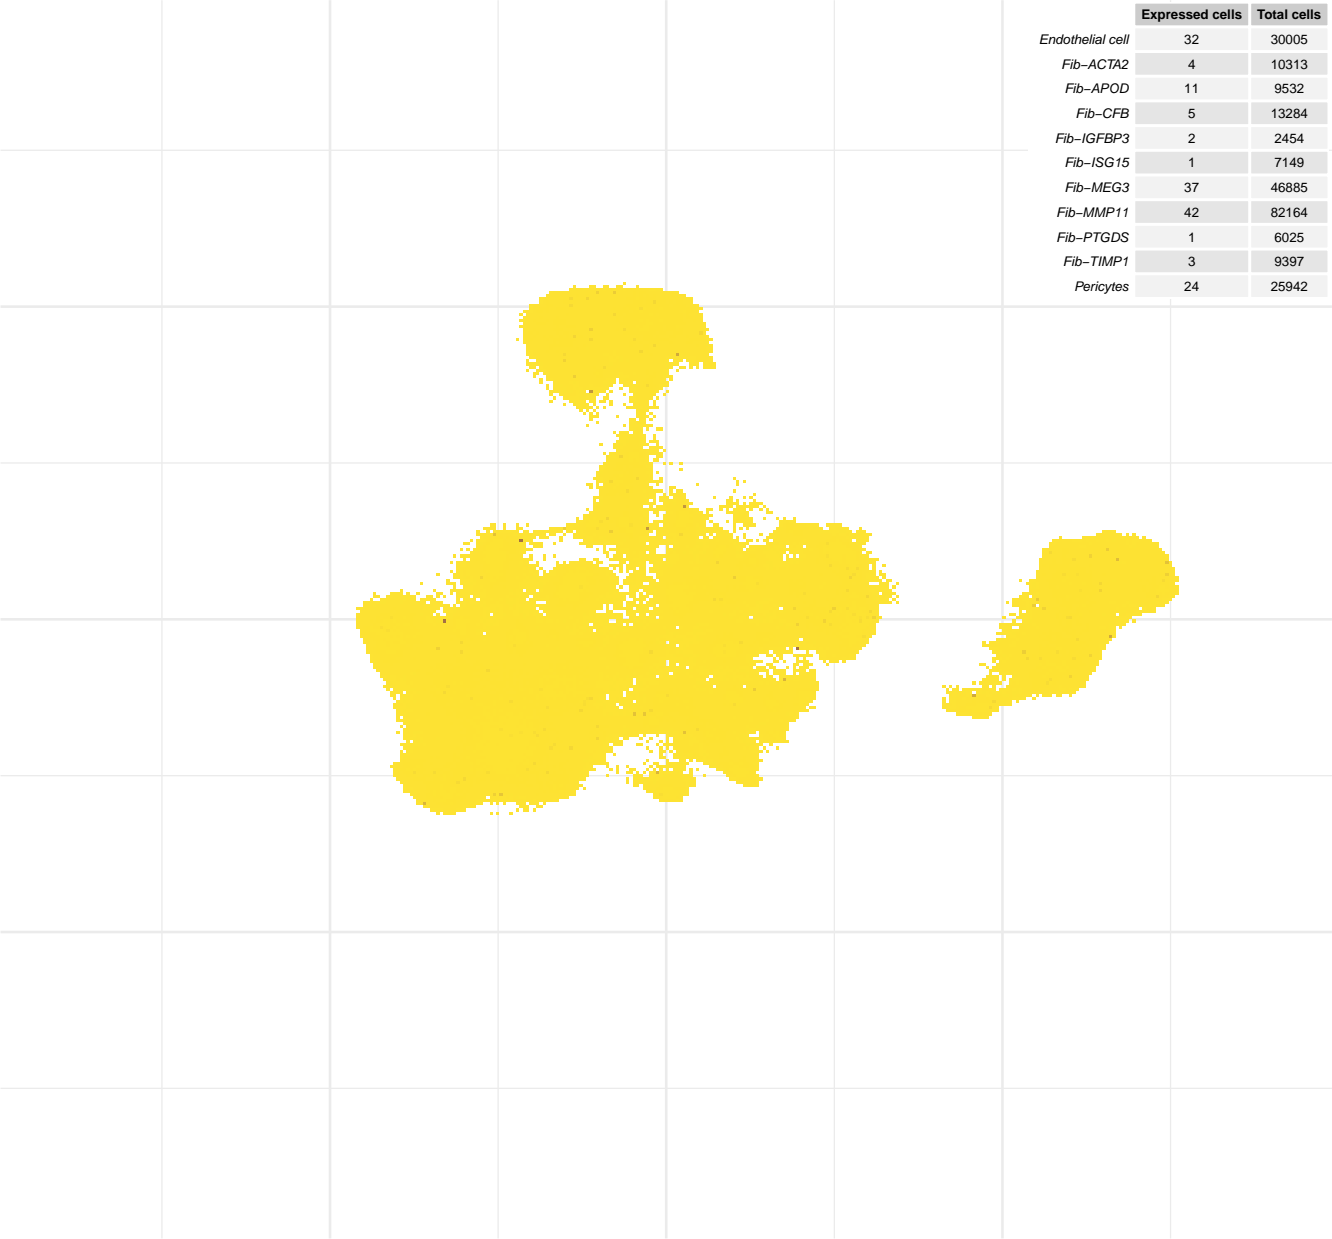 Expressed cells Total cells
Endothelial cell 32 30005
Fib−ACTA2 4 10313
Fib−APOD 11 9532
Fib−CFB 5 13284
Fib−IGFBP3 2 2454
Fib−ISG15 1 7149
Fib−MEG3 37 46885
Fib−MMP11 42 82164
Fib−PTGDS 1 6025
Fib−TIMP1 3 9397
Pericytes 24 25942